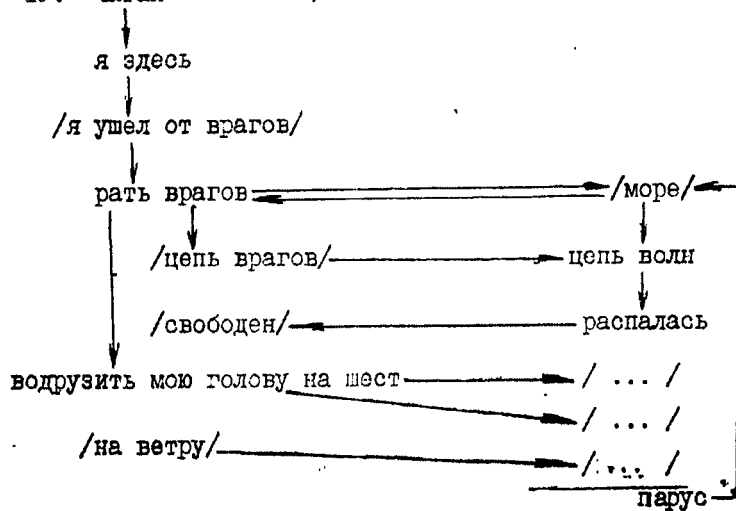 я здесь
/я ушел от врагов/
рать врагов /море/
/цепь врагов/ цепь волн
/свободен/ распалась
водрузить мою голову на шест / ... /
/ ... /
/на ветру/ / ... /
парус